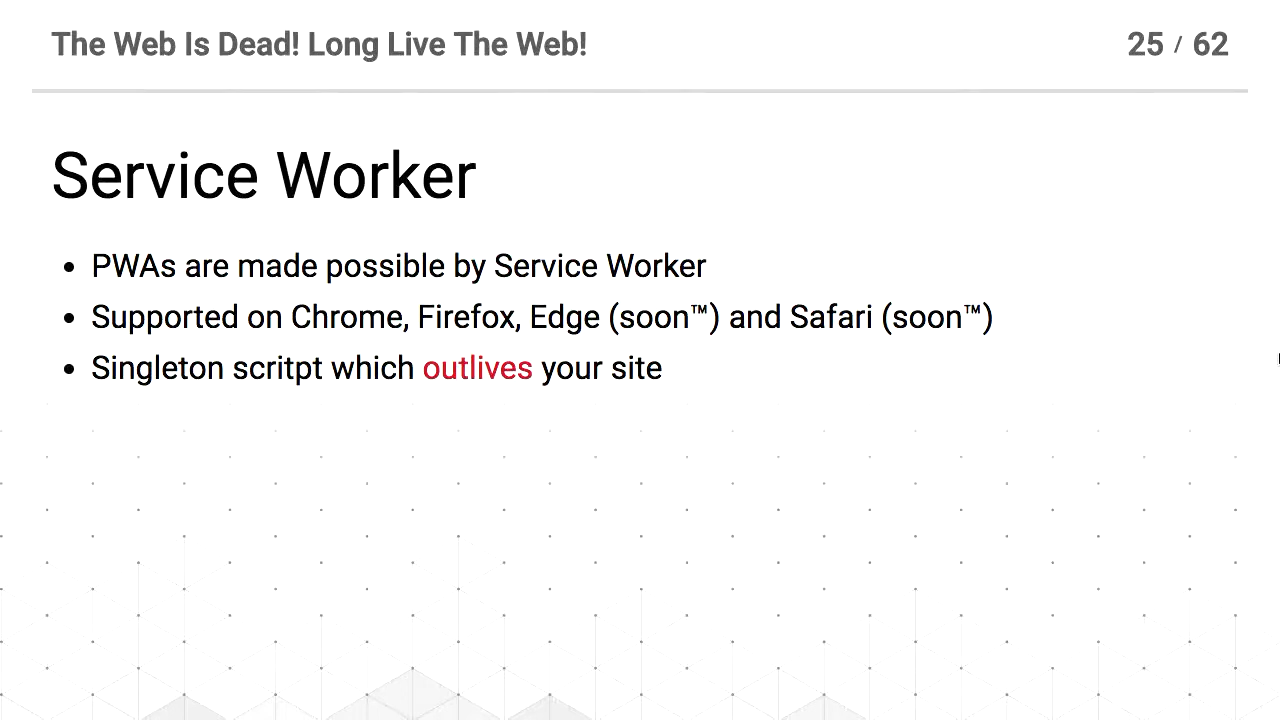 The Web Is Dead! Long Live The Web!
25 / 62
Service Worker
• PWAs are made possible by Service Worker
• Supported on Chrome, Firefox, Edge (soon™) and Safari (soon™)
• Singleton scritpt which outlives your site